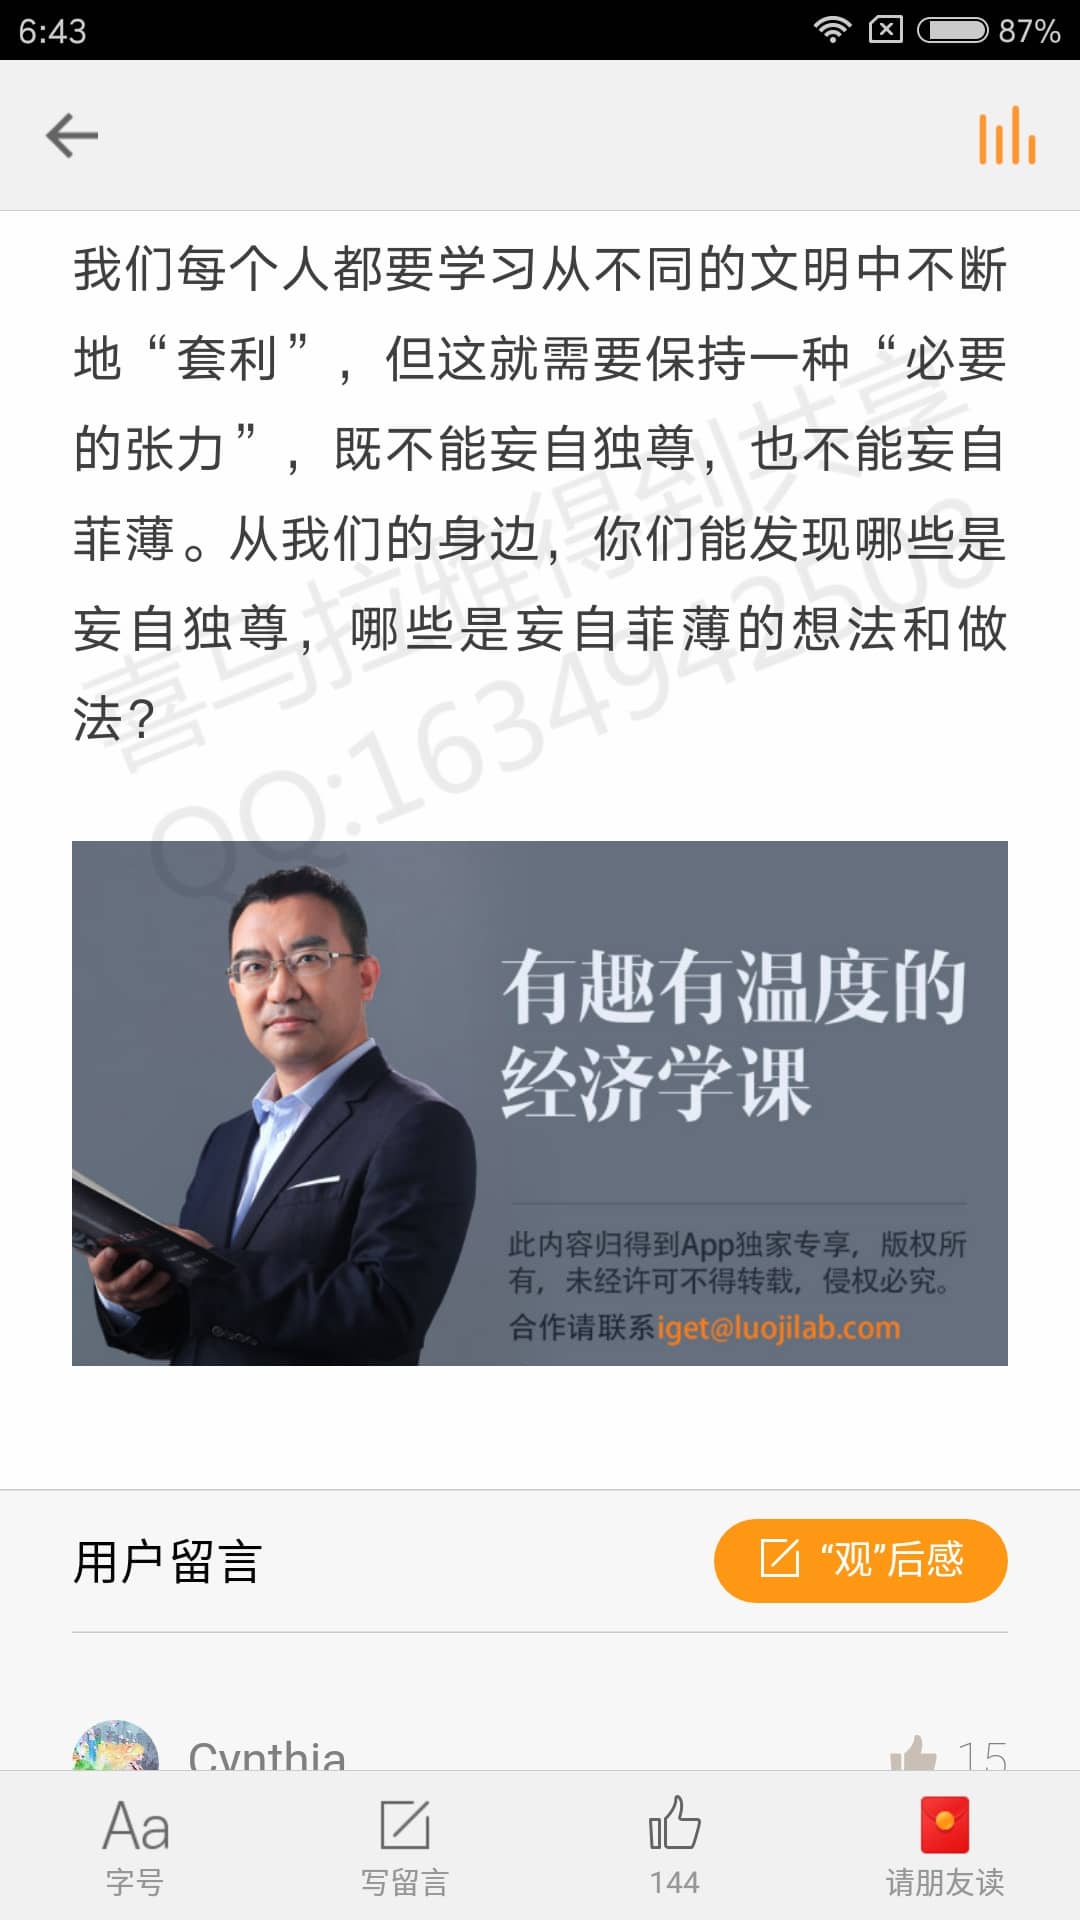 6:43
87%
我们每个人都要学习从不同的文明中不断
地“套利”，但这就需要保持一种“必要
的张力”，既不能妄自独尊，也不能妄自
菲薄。从我们的身边，你们能发现哪些是
妄自独尊，哪些是妄自菲薄的想法和做
法？
喜马拉雅得到共享
QQ:1634942508
有趣有温度的
经济学课
此内容归得到App独家专享，版权所
有，未经许可不得转载，侵权必究。
合作请联系iget@luojilab.com
用户留言
“观”后感
Cynthia
15
Aa
字号
写留言
144
请朋友读